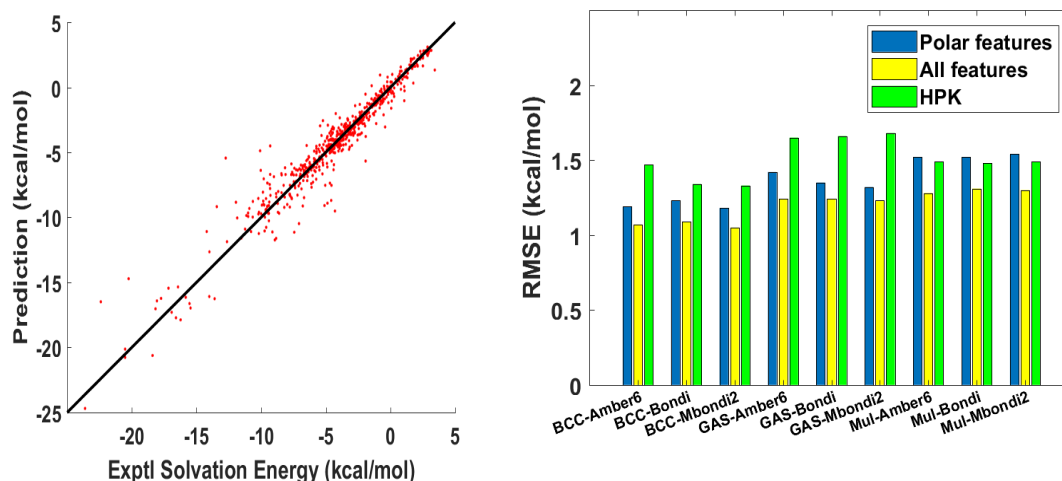 5
0
-5
-10
-15
-20
-25
-20
-15
-10
-5
0
5
Prediction (kcal/mol)
Exptl Solvation Energy (kcal/mol)
2
1.5
1
0.5
0
RMSE (kcal/mol)
Polar features
All features
HPK
BCC-Amber6
BCC-Bondi
BCC-Mbondi2
GAS-Amber6
GAS-Bondi
GAS-Mbondi2
Mul-Amber6
Mul-Bondi
Mul-Mbondi2